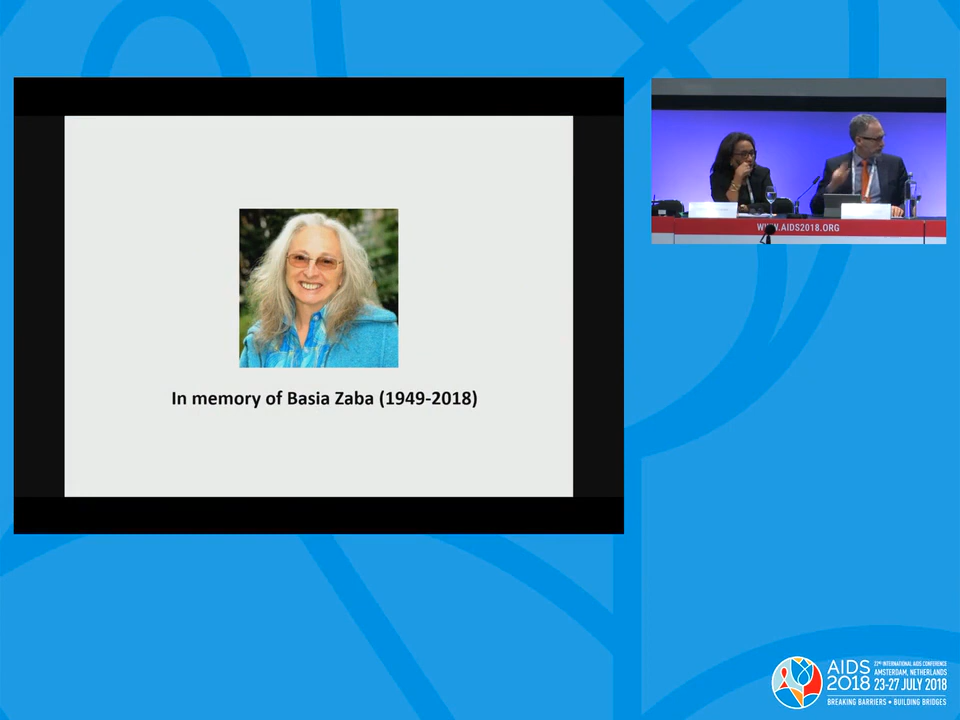 In memory of Basia Zaba (1949-2018)
WWW.AIDS2018.ORG
AIDS
2018
22ND INTERNATIONAL AIDS CONFERENCE
AMSTERDAM, NETHERLANDS
23-27 JULY 2018
BREAKING BARRIERS • BUILDING BRIDGES